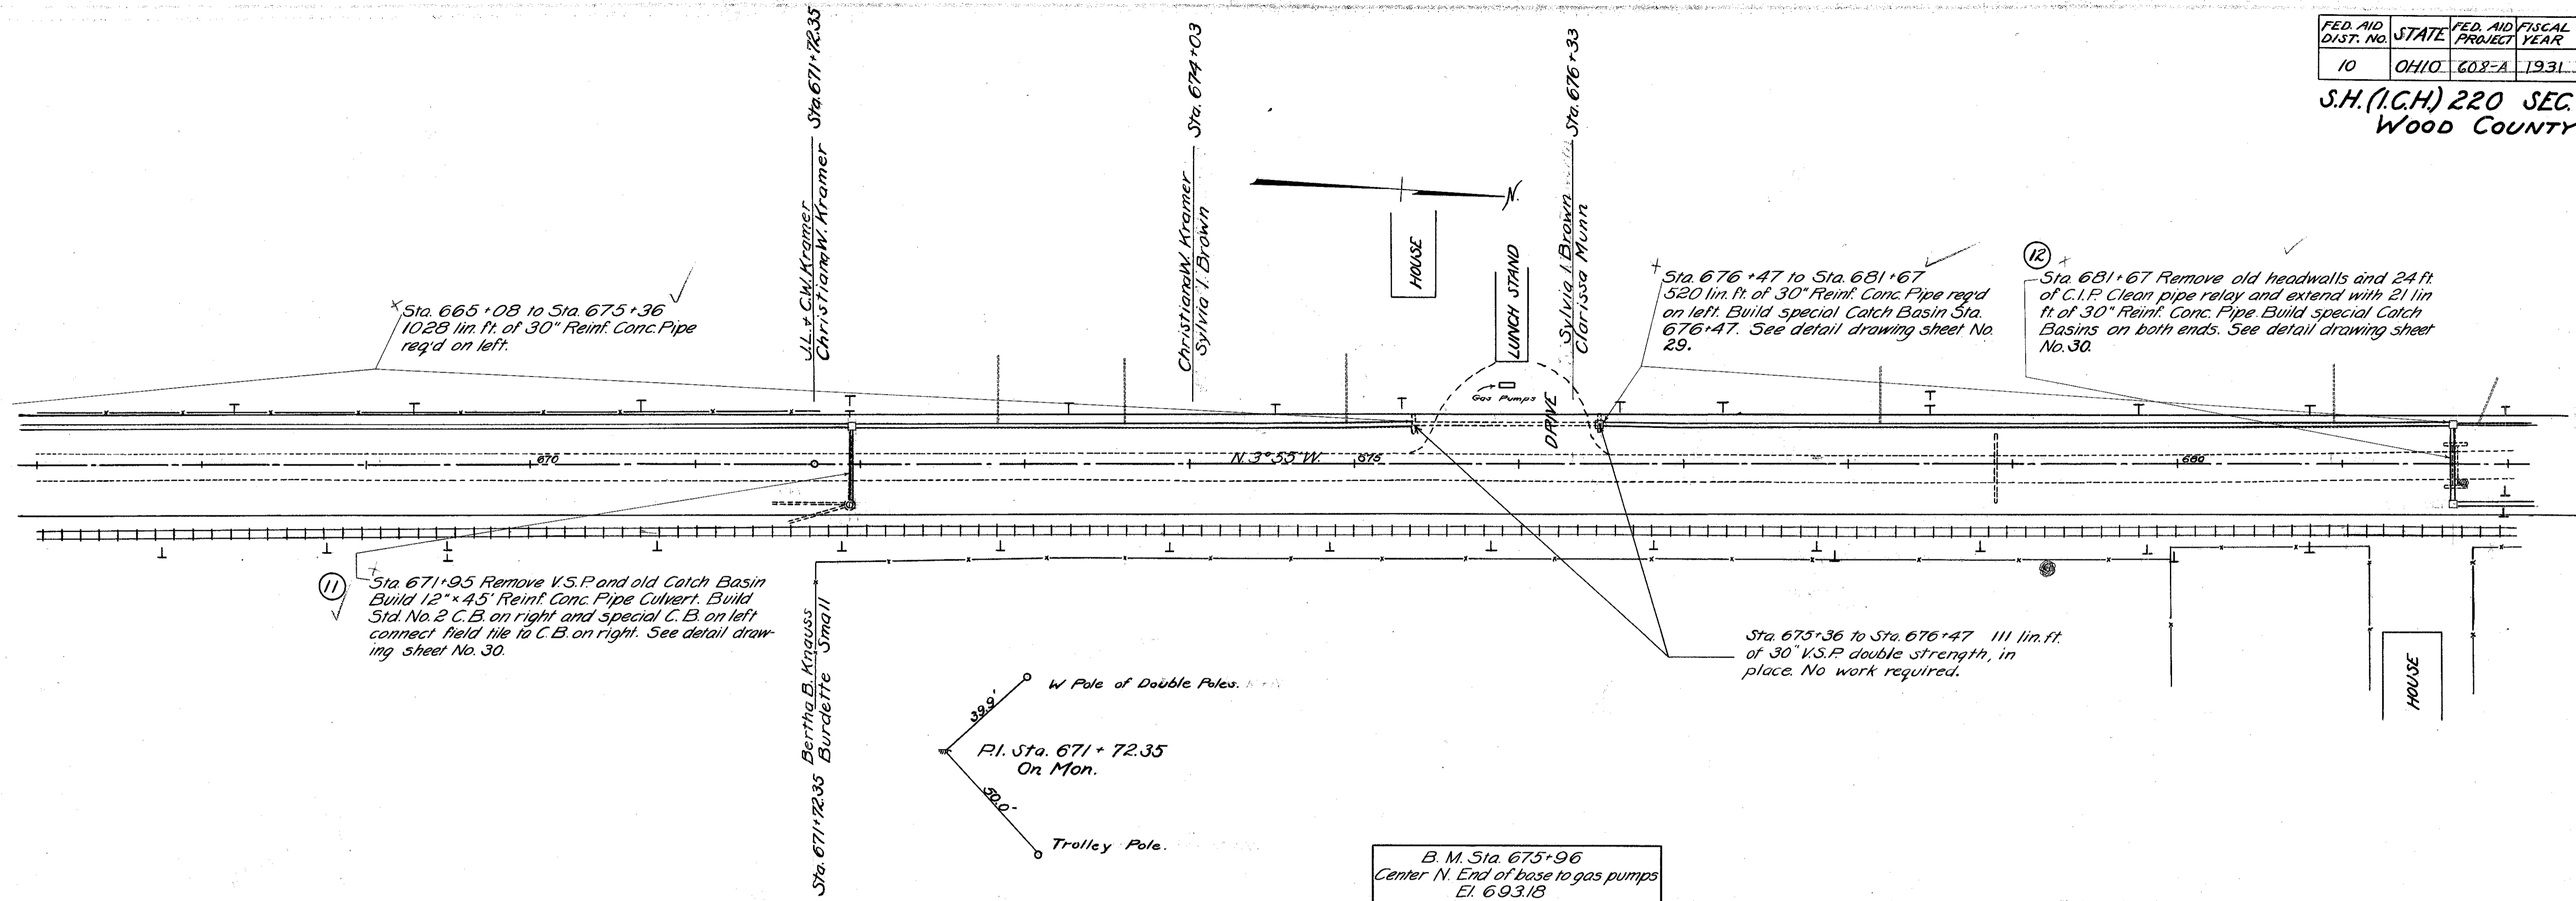 FED. AID DIST. NO. STATE FED. AID PROJECT FISCAL YEAR
10 OHIO 608-A 1931
S.H. (I.C.H.) 220 SEC.
WOOD COUNTY
J.L. + C.W. Kramer Sta. 671+72.35
Christiana W. Kramer
Christiana W. Kramer Sta. 674+03
Sylvia I. Brown
Sylvia I. Brown Sta. 676+33
Clarissa Munn
N.
HOUSE
LUNCH STAND
Gas Pumps
DRIVE
Sta. 665+08 to Sta. 675+36
1028 lin. ft. of 30" Reinf. Conc. Pipe
req'd on left.
Sta. 676+47 to Sta. 681+67
520 lin. ft. of 30" Reinf. Conc. Pipe req'd
on left. Build special Catch Basin Sta.
676+47. See detail drawing sheet No.
29.
12
Sta. 681+67 Remove old headwalls and 24 ft.
of C.I.P. Clean pipe relay and extend with 21 lin
ft. of 30" Reinf. Conc. Pipe. Build special Catch
Basins on both ends. See detail drawing sheet
No. 30.
670
N. 3° 55' W.
675
680
11
Sta. 671+95 Remove V.S.P. and old Catch Basin
Build 12" x 45' Reinf. Conc. Pipe Culvert. Build
Std. No. 2 C.B. on right and special C.B. on left
connect field tile to C.B. on right. See detail draw-
ing sheet No. 30.
Sta. 671+72.35 Bertha B. Knauss
Burdette Small
Sta. 675+36 to Sta. 676+47 111 lin. ft.
of 30" V.S.P. double strength, in
place. No work required.
HOUSE
W Pole of Double Poles.
39.9'
P.I. Sta. 671 + 72.35
On Mon.
50.0'
Trolley Pole.
B. M. Sta. 675+96
Center N. End of base to gas pumps
El. 693.18